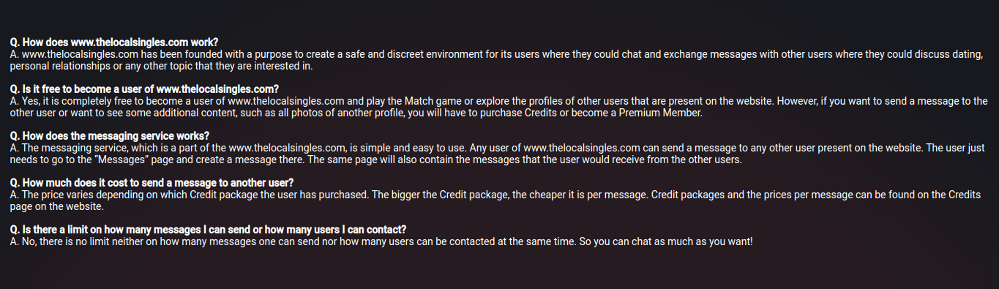 Q. How does www.thelocalsingles.com work?
A. www.thelocalsingles.com has been founded with a purpose to create a safe and discreet environment for its users where they could chat and exchange messages with other users where they could discuss dating,
personal relationships or any other topic that they are interested in.
Q. Is it free to become a user of www.thelocalsingles.com?
A. Yes, it is completely free to become a user of www.thelocalsingles.com and play the Match game or explore the profiles of other users that are present on the website. However, if you want to send a message to the
other user or want to see some additional content, such as all photos of another profile, you will have to purchase Credits or become a Premium Member.
Q. How does the messaging service works?
A. The messaging service, which is a part of the www.thelocalsingles.com, is simple and easy to use. Any user of www.thelocalsingles.com can send a message to any other user present on the website. The user just
needs to go to the “Messages” page and create a message there. The same page will also contain the messages that the user would receive from the other users.
Q. How much does it cost to send a message to another user?
A. The price varies depending on which Credit package the user has purchased. The bigger the Credit package, the cheaper it is per message. Credit packages and the prices per message can be found on the Credits
page on the website.
Q. Is there a limit on how many messages I can send or how many users I can contact?
A. No, there is no limit neither on how many messages one can send nor how many users can be contacted at the same time. So you can chat as much as you want!